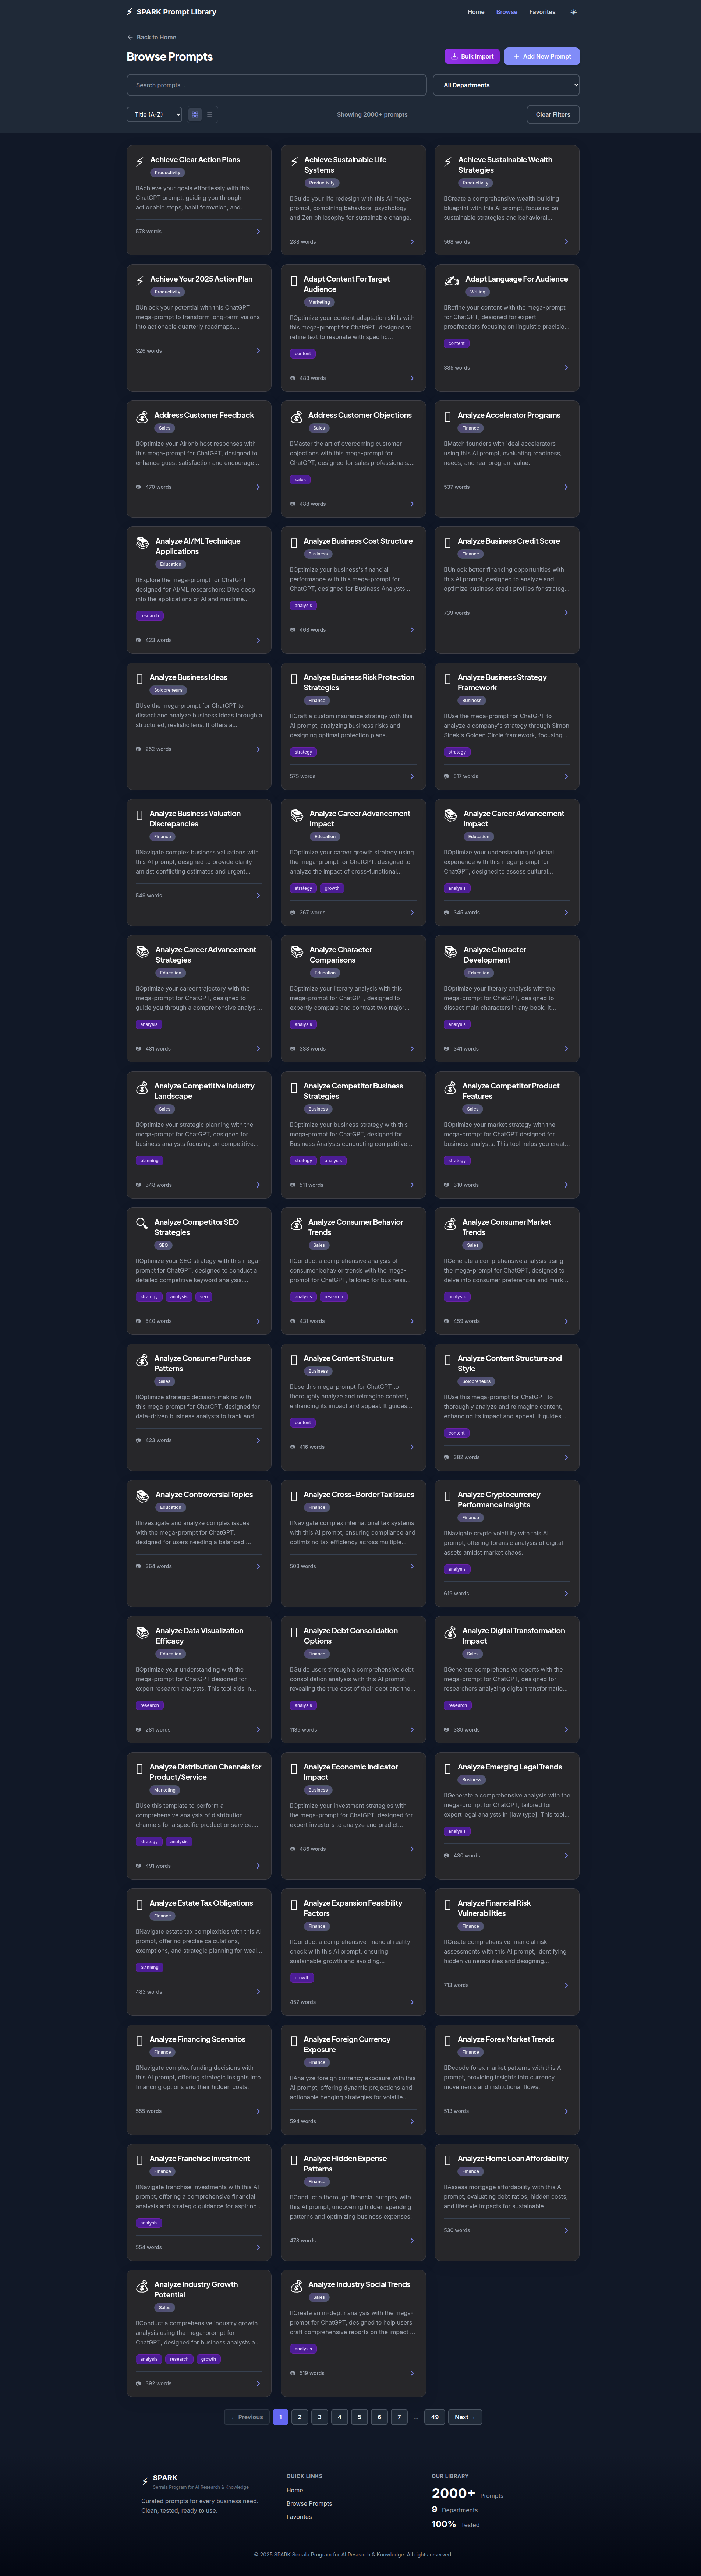 SPARK Prompt Library
Home
Browse
Favorites
Back to Home
Browse Prompts
Bulk Import
Add New Prompt
Search prompts...
All Departments
Title (A-Z)
Showing 2000+ prompts
Clear Filters
Achieve Clear Action Plans
Productivity
Achieve your goals effortlessly with this
ChatGPT prompt, guiding you through
actionable steps, habit formation, and...
578 words
Achieve Sustainable Life
Systems
Productivity
Guide your life redesign with this AI mega-
prompt, combining behavioral psychology
and Zen philosophy for sustainable change.
288 words
Achieve Sustainable Wealth
Strategies
Productivity
Create a comprehensive wealth building
blueprint with this AI prompt, focusing on
sustainable strategies and behavioral...
568 words
Achieve Your 2025 Action Plan
Productivity
Unlock your potential with this ChatGPT
mega-prompt to transform long-term visions
into actionable quarterly roadmaps....
326 words
Adapt Content For Target
Audience
Marketing
Optimize your content adaptation skills with
this mega-prompt for ChatGPT, designed to
refine text to resonate with specific...
content
483 words
Adapt Language For Audience
Writing
Refine your content with the mega-prompt
for ChatGPT, designed for expert
proofreaders focusing on linguistic precisio...
content
385 words
Address Customer Feedback
Sales
Optimize your Airbnb host responses with
this mega-prompt for ChatGPT, designed to
enhance guest satisfaction and encourage...
470 words
Address Customer Objections
Sales
Master the art of overcoming customer
objections with this mega-prompt for
ChatGPT, designed for sales professionals....
sales
488 words
Analyze Accelerator Programs
Finance
Match founders with ideal accelerators
using this AI prompt, evaluating readiness,
needs, and real program value.
537 words
Analyze AI/ML Technique
Applications
Education
Explore the mega-prompt for ChatGPT
designed for AI/ML researchers: Dive deep
into the applications of AI and machine...
research
423 words
Analyze Business Cost Structure
Business
Optimize your business's financial
performance with this mega-prompt for
ChatGPT, designed for Business Analysts...
analysis
468 words
Analyze Business Credit Score
Finance
Unlock better financing opportunities with
this AI prompt, designed to analyze and
optimize business credit profiles for strateg...
739 words
Analyze Business Ideas
Solopreneurs
Use the mega-prompt for ChatGPT to
dissect and analyze business ideas through a
structured, realistic lens. It offers a...
252 words
Analyze Business Risk Protection
Strategies
Finance
Craft a custom insurance strategy with this
AI prompt, analyzing business risks and
designing optimal protection plans.
strategy
575 words
Analyze Business Strategy
Framework
Business
Use the mega-prompt for ChatGPT to
analyze a company's strategy through Simon
Sinek's Golden Circle framework, focusing...
strategy
517 words
Analyze Business Valuation
Discrepancies
Finance
Navigate complex business valuations with
this AI prompt, designed to provide clarity
amidst conflicting estimates and urgent...
549 words
Analyze Career Advancement
Impact
Education
Optimize your career growth strategy using
the mega-prompt for ChatGPT, designed to
analyze the impact of cross-functional...
strategy
growth
367 words
Analyze Career Advancement
Impact
Education
Optimize your understanding of global
experience with this mega-prompt for
ChatGPT, designed to assess cultural...
analysis
345 words
Analyze Career Advancement
Strategies
Education
Optimize your career trajectory with the
mega-prompt for ChatGPT, designed to
guide you through a comprehensive analysi...
analysis
481 words
Analyze Character
Comparisons
Education
Optimize your literary analysis with this
mega-prompt for ChatGPT, designed to
expertly compare and contrast two major...
analysis
338 words
Analyze Character
Development
Education
Optimize your literary analysis with the
mega-prompt for ChatGPT, designed to
dissect main characters in any book. It...
analysis
341 words
Analyze Competitive Industry
Landscape
Sales
Optimize your strategic planning with the
mega-prompt for ChatGPT, designed for
business analysts focusing on competitive...
planning
348 words
Analyze Competitor Business
Strategies
Business
Optimize your business strategy with this
mega-prompt for ChatGPT, designed for
Business Analysts conducting competitive...
strategy
analysis
511 words
Analyze Competitor Product
Features
Sales
Optimize your market strategy with the
mega-prompt for ChatGPT designed for
business analysts. This tool helps you creat...
strategy
310 words
Analyze Competitor SEO
Strategies
SEO
Optimize your SEO strategy with this mega-
prompt for ChatGPT, designed to conduct a
detailed competitive keyword analysis....
strategy
analysis
seo
540 words
Analyze Consumer Behavior
Trends
Sales
Conduct a comprehensive analysis of
consumer behavior trends with the mega-
prompt for ChatGPT, tailored for business...
analysis
research
431 words
Analyze Consumer Market
Trends
Sales
Generate a comprehensive analysis using
the mega-prompt for ChatGPT, designed to
delve into consumer preferences and mark...
analysis
459 words
Analyze Consumer Purchase
Patterns
Sales
Optimize strategic decision-making with
this mega-prompt for ChatGPT, designed for
data-driven business analysts to track and...
423 words
Analyze Content Structure
Business
Use this mega-prompt for ChatGPT to
thoroughly analyze and reimagine content,
enhancing its impact and appeal. It guides...
content
416 words
Analyze Content Structure and
Style
Solopreneurs
Use this mega-prompt for ChatGPT to
thoroughly analyze and reimagine content,
enhancing its impact and appeal. It guides...
content
392 words
Analyze Controversial Topics
Education
Investigate and analyze complex issues
with the mega-prompt for ChatGPT,
designed for users needing a balanced,...
364 words
Analyze Cross-Border Tax Issues
Finance
Navigate complex international tax systems
with this AI prompt, ensuring compliance and
optimizing tax efficiency across multiple...
503 words
Analyze Cryptocurrency
Performance Insights
Finance
Navigate crypto volatility with this AI
prompt, offering forensic analysis of digital
assets amidst market chaos.
analysis
619 words
Analyze Data Visualization
Efficacy
Education
Optimize your understanding with the
mega-prompt for ChatGPT designed for
expert research analysts. This tool aids in...
research
281 words
Analyze Debt Consolidation
Options
Finance
Guide users through a comprehensive debt
consolidation analysis with this AI prompt,
revealing the true cost of their debt and the...
analysis
1139 words
Analyze Digital Transformation
Impact
Sales
Generate comprehensive reports with the
mega-prompt for ChatGPT, designed for
researchers analyzing digital transformatio...
research
339 words
Analyze Distribution Channels for
Product/Service
Marketing
Use this template to perform a
comprehensive analysis of distribution
channels for a specific product or service....
strategy
analysis
491 words
Analyze Economic Indicator
Impact
Business
Optimize your investment strategies with
the mega-prompt for ChatGPT, designed for
expert investors to analyze and predict...
486 words
Analyze Emerging Legal Trends
Business
Generate a comprehensive analysis with the
mega-prompt for ChatGPT, tailored for
expert legal analysts in [law type]. This tool...
analysis
430 words
Analyze Estate Tax Obligations
Finance
Navigate estate tax complexities with this AI
prompt, offering precise calculations,
exemptions, and strategic planning for weal...
planning
483 words
Analyze Expansion Feasibility
Factors
Finance
Conduct a comprehensive financial reality
check with this AI prompt, ensuring
sustainable growth and avoiding...
growth
457 words
Analyze Financial Risk
Vulnerabilities
Finance
Create comprehensive financial risk
assessments with this AI prompt, identifying
hidden vulnerabilities and designing...
713 words
Analyze Financing Scenarios
Finance
Navigate complex funding decisions with
this AI prompt, offering strategic insights into
financing options and their hidden costs.
555 words
Analyze Foreign Currency
Exposure
Finance
Analyze foreign currency exposure with this
AI prompt, offering dynamic projections and
actionable hedging strategies for volatile...
594 words
Analyze Forex Market Trends
Finance
Decode forex market patterns with this AI
prompt, providing insights into currency
movements and institutional flows.
513 words
Analyze Franchise Investment
Finance
Navigate franchise investments with this AI
prompt, offering a comprehensive financial
analysis and strategic guidance for aspiring...
analysis
554 words
Analyze Hidden Expense
Patterns
Finance
Conduct a thorough financial autopsy with
this AI prompt, uncovering hidden spending
patterns and optimizing business expenses.
478 words
Analyze Home Loan Affordability
Finance
Assess mortgage affordability with this AI
prompt, evaluating debt ratios, hidden costs,
and lifestyle impacts for sustainable...
530 words
Analyze Industry Growth
Potential
Sales
Conduct a comprehensive industry growth
analysis using the mega-prompt for
ChatGPT, designed for business analysts a...
analysis
research
growth
392 words
Analyze Industry Social Trends
Sales
Create an in-depth analysis with the mega-
prompt for ChatGPT, designed to help users
craft comprehensive reports on the impact ...
analysis
519 words
← Previous 1 2 3 4 5 6 7 ... 49 Next →
SPARK
Serrala Program for AI Research & Knowledge
Curated prompts for every business need.
Clean, tested, ready to use.
QUICK LINKS
Home
Browse Prompts
Favorites
OUR LIBRARY
2000+ Prompts
9 Departments
100% Tested
© 2025 SPARK Serrala Program for AI Research & Knowledge. All rights reserved.